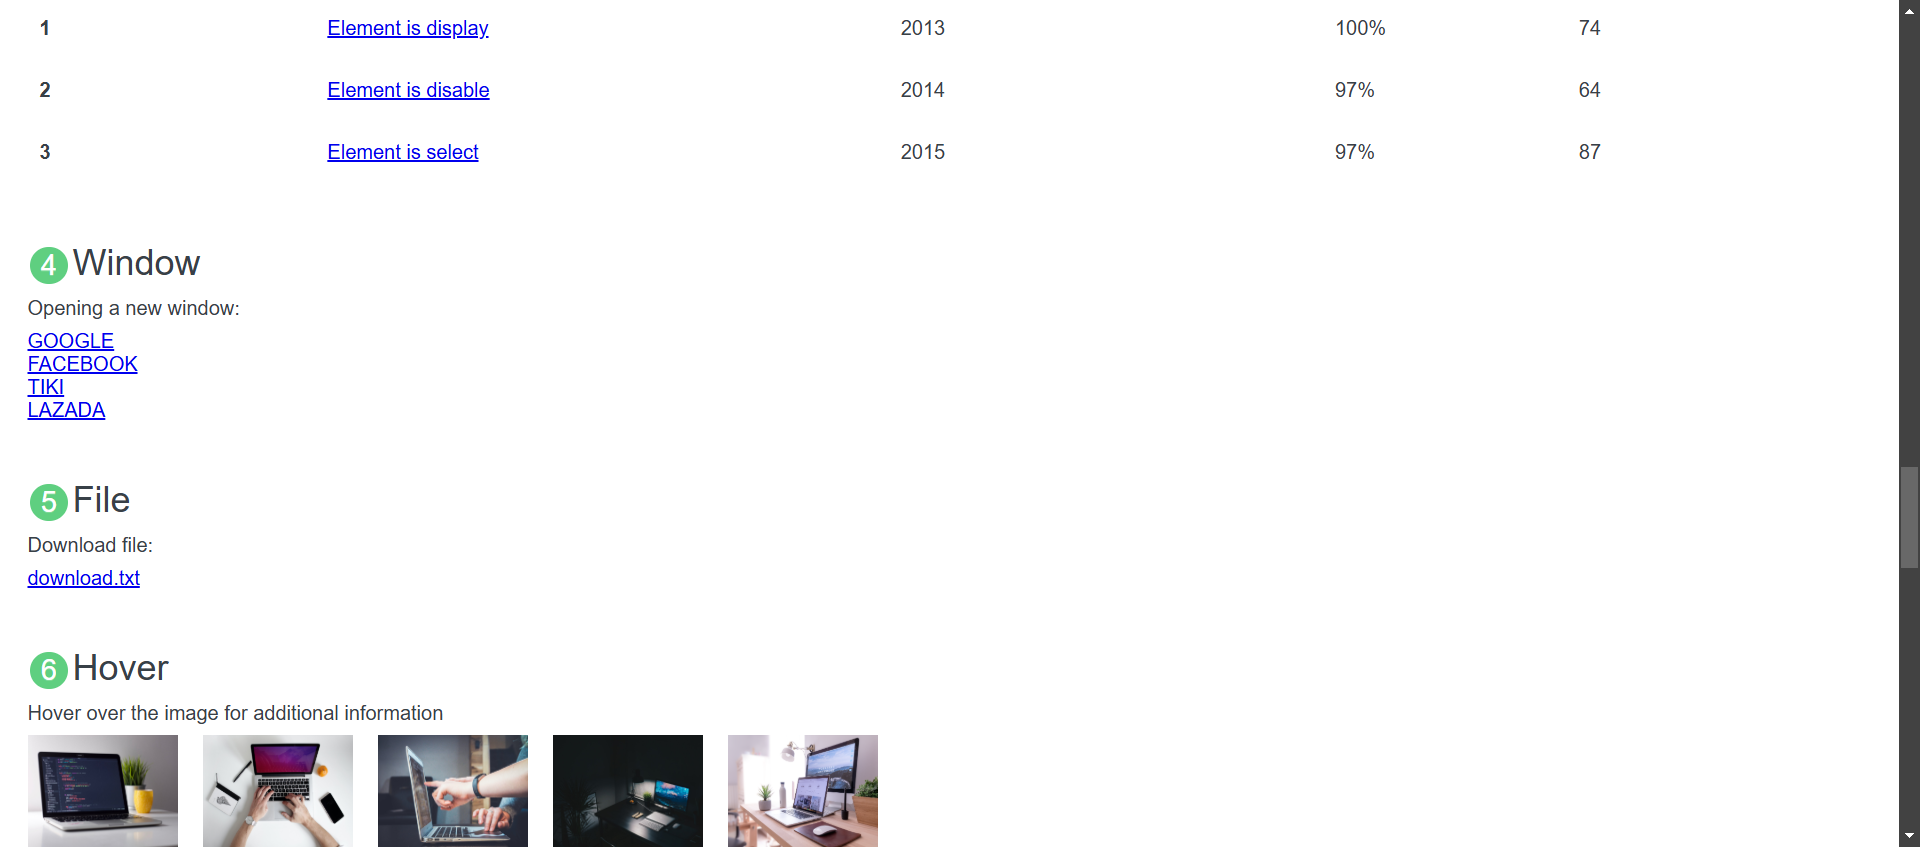 1 Element is display 2013 100% 74
2 Element is disable 2014 97% 64
3 Element is select 2015 97% 87
4 Window
Opening a new window:
GOOGLE
FACEBOOK
TIKI
LAZADA
5 File
Download file:
download.txt
6 Hover
Hover over the image for additional information